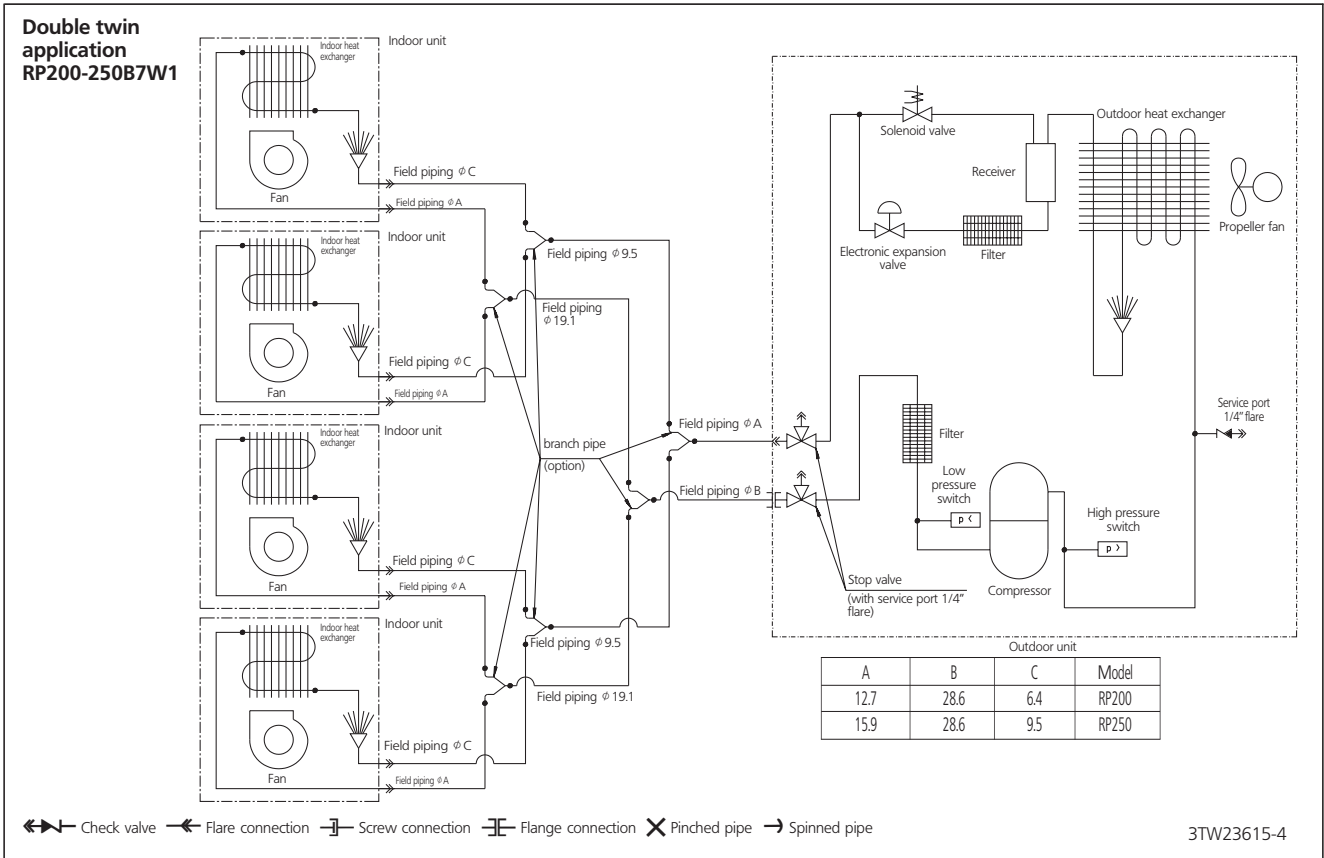 Double twin
application
RP200-250B7W1
Indoor heat
exchanger
Indoor unit
Fan
Field piping ϕC
Field piping ϕA
Indoor heat
exchanger
Indoor unit
Fan
Field piping ϕC
Field piping ϕA
Indoor heat
exchanger
Indoor unit
Fan
Field piping ϕC
Field piping ϕA
Indoor heat
exchanger
Indoor unit
Fan
Field piping ϕC
Field piping ϕA
Field piping ϕ9.5
Field piping
ϕ19.1
branch pipe
(option)
Field piping ϕ9.5
Field piping ϕ19.1
Field piping ϕA
Field piping ϕB
Solenoid valve
Receiver
Outdoor heat exchanger
Propeller fan
Electronic expansion
valve
Filter
Service port
1/4" flare
Filter
Low
pressure
switch
p <
High pressure
switch
p >
Compressor
Stop valve
(with service port 1/4"
flare)
Outdoor unit
A B C Model
12.7 28.6 6.4 RP200
15.9 28.6 9.5 RP250
Check valve Flare connection Screw connection Flange connection Pinched pipe Spinned pipe
3TW23615-4